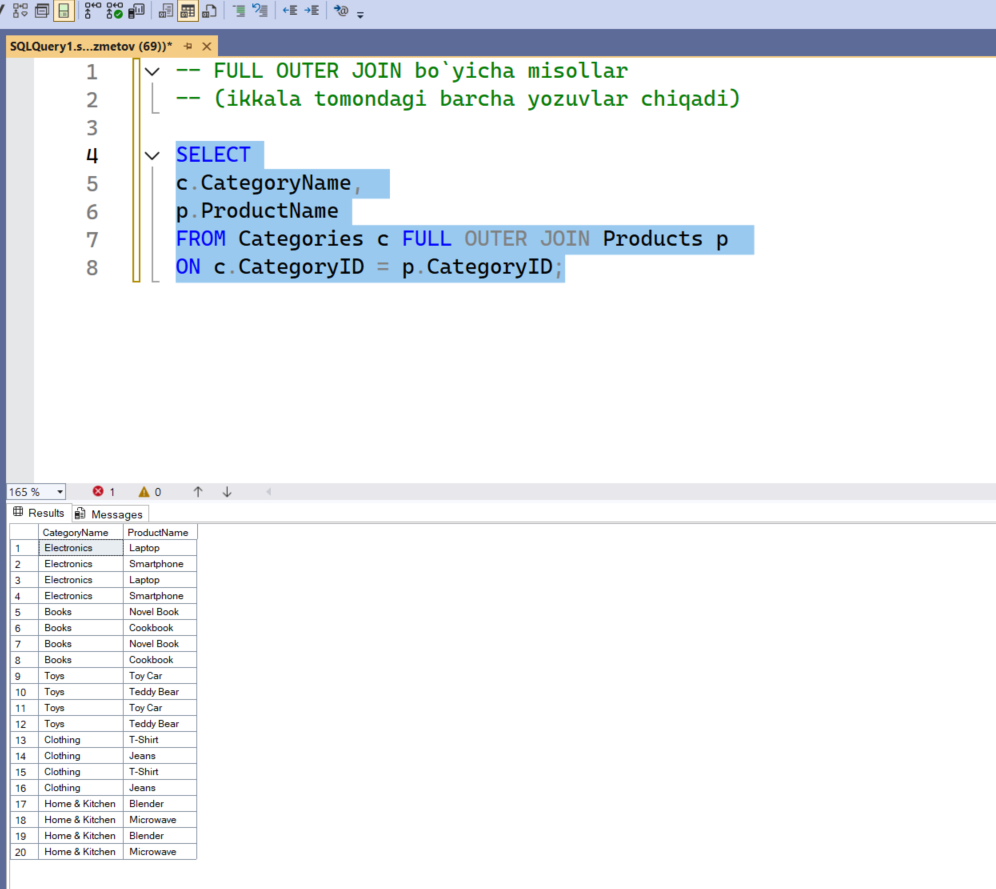 SQLQuery1.s...zmetov (69))*
1 -- FULL OUTER JOIN bo`yicha misollar
2 -- (ikkala tomondagi barcha yozuvlar chiqadi)
3
4 SELECT
5 c.CategoryName,
6 p.ProductName
7 FROM Categories c FULL OUTER JOIN Products p
8 ON c.CategoryID = p.CategoryID;
165 % 1 0
Results Messages
CategoryName ProductName
1 Electronics Laptop
2 Electronics Smartphone
3 Electronics Laptop
4 Electronics Smartphone
5 Books Novel Book
6 Books Cookbook
7 Books Novel Book
8 Books Cookbook
9 Toys Toy Car
10 Toys Teddy Bear
11 Toys Toy Car
12 Toys Teddy Bear
13 Clothing T-Shirt
14 Clothing Jeans
15 Clothing T-Shirt
16 Clothing Jeans
17 Home & Kitchen Blender
18 Home & Kitchen Microwave
19 Home & Kitchen Blender
20 Home & Kitchen Microwave